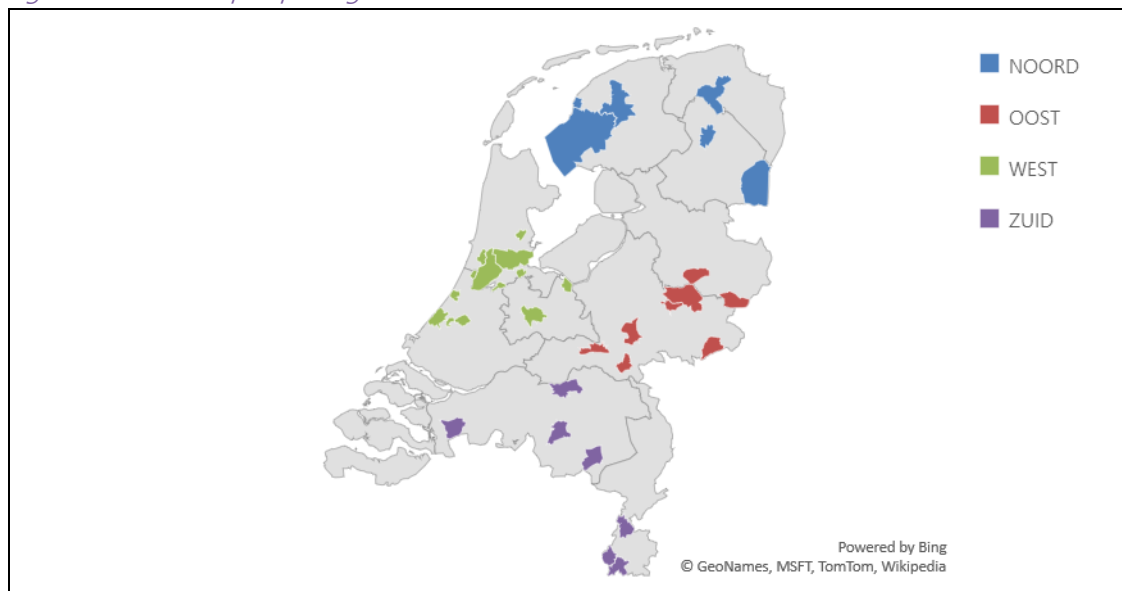 NOORD
OOST
WEST
ZUID
Powered by Bing
© GeoNames, MSFT, TomTom, Wikipedia